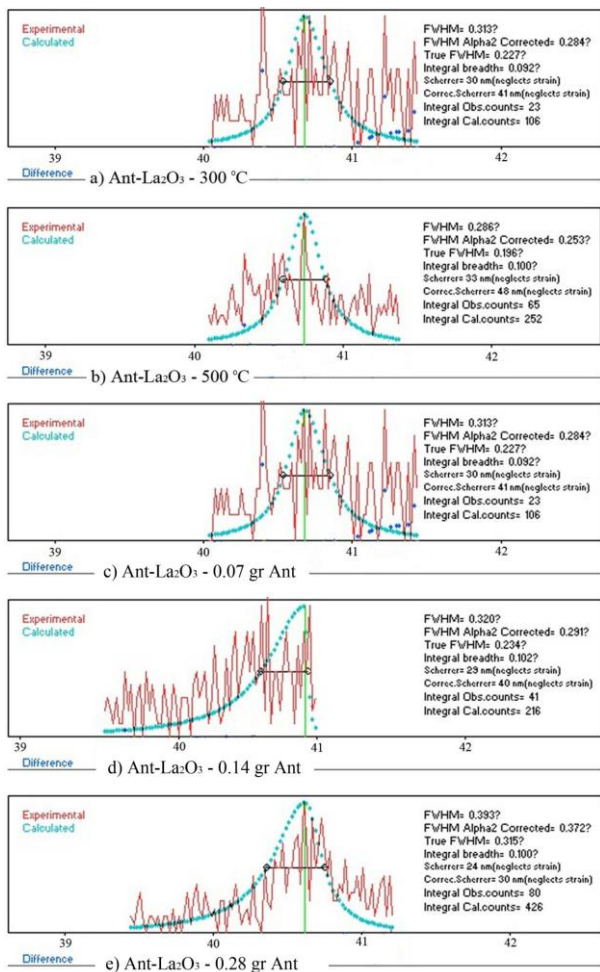 Experimental
Calculated
FWHM= 0.313?
FWHM Alpha2 Corrected= 0.284?
True FWHM= 0.227?
Integral breadth= 0.092?
Scherrer= 30 nm(neglects strain)
Correc.Scherrer= 41 nm(neglects strain)
Integral Obs.counts= 23
Integral Cal.counts= 106
39 40 41 42
Difference
a) Ant-La₂O₃ - 300 °C
Experimental
Calculated
FWHM= 0.286?
FWHM Alpha2 Corrected= 0.253?
True FWHM= 0.196?
Integral breadth= 0.100?
Scherrer= 33 nm(neglects strain)
Correc.Scherrer= 48 nm(neglects strain)
Integral Obs.counts= 65
Integral Cal.counts= 252
39 40 41 42
Difference
b) Ant-La₂O₃ - 500 °C
Experimental
Calculated
FWHM= 0.313?
FWHM Alpha2 Corrected= 0.284?
True FWHM= 0.227?
Integral breadth= 0.092?
Scherrer= 30 nm(neglects strain)
Correc.Scherrer= 41 nm(neglects strain)
Integral Obs.counts= 23
Integral Cal.counts= 106
39 40 41 42
Difference
c) Ant-La₂O₃ - 0.07 gr Ant
Experimental
Calculated
FWHM= 0.320?
FWHM Alpha2 Corrected= 0.291?
True FWHM= 0.234?
Integral breadth= 0.102?
Scherrer= 29 nm(neglects strain)
Correc.Scherrer= 40 nm(neglects strain)
Integral Obs.counts= 41
Integral Cal.counts= 216
39 40 41 42
Difference
d) Ant-La₂O₃ - 0.14 gr Ant
Experimental
Calculated
FWHM= 0.393?
FWHM Alpha2 Corrected= 0.372?
True FWHM= 0.315?
Integral breadth= 0.100?
Scherrer= 24 nm(neglects strain)
Correc.Scherrer= 30 nm(neglects strain)
Integral Obs.counts= 80
Integral Cal.counts= 426
39 40 41 42
Difference
e) Ant-La₂O₃ - 0.28 gr Ant